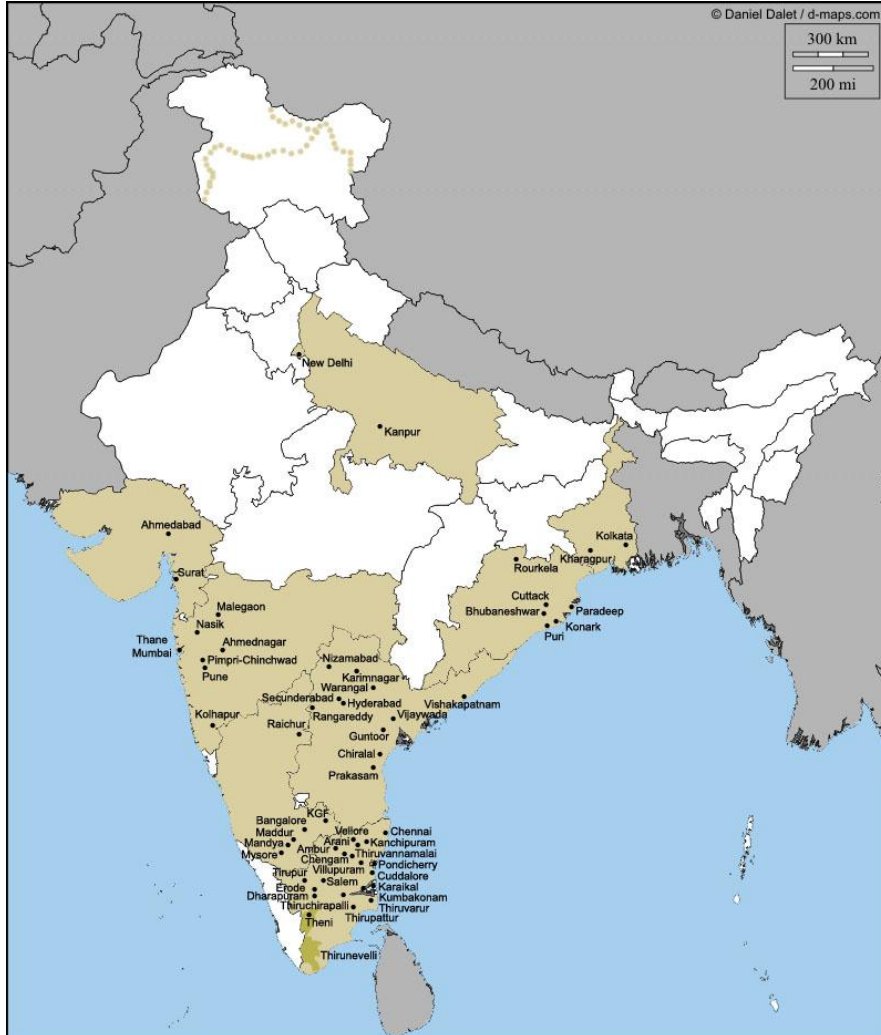 © Daniel Dalet / d-maps.com
300 km
200 mi
New Delhi
Kanpur
Ahmedabad
Kolkata
Kharagpur
Rourkela
Surat
Cuttack
Paradeep
Malegaon
Bhubaneshwar
Konark
Nasik
Puri
Thane
Ahmednagar
Mumbai
Pimpri-Chinchwad
Nizamabad
Pune
Karimnagar
Warangal
Secunderabad
Vishakapatnam
Hyderabad
Rangareddy
Vijaywada
Kolhapur
Raichur
Guntoor
Chiralal
Prakasam
KGF
Bangalore
Vellore
Chennai
Maddur
Arani
Kanchipuram
Mandya
Ambur
Thiruvannamalai
Mysore
Chengam
Pondicherry
Villupuram
Cuddalore
Tirupur
Salem
Karaikal
Erode
Kumbakonam
Dharapuram
Thiruvarur
Thiruchirapalli
Thirupattur
Theni
Thirunevelli